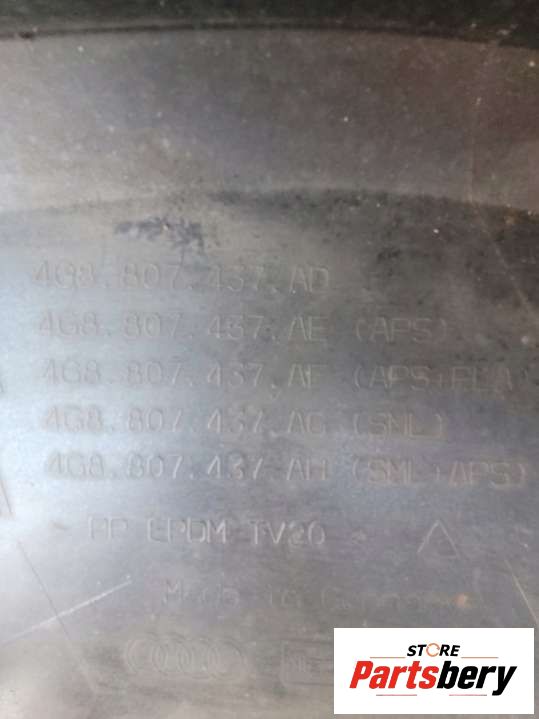 4G8.807.437.AD
4G8.807.437.AE (APS)
4G8.807.437.AF (APS+PLA
4G8.807.437.AG (SML)
4G8.807.437.AH (SML+APS)
PP EPDM TV20
Made in Germany
STORE
Partsbery